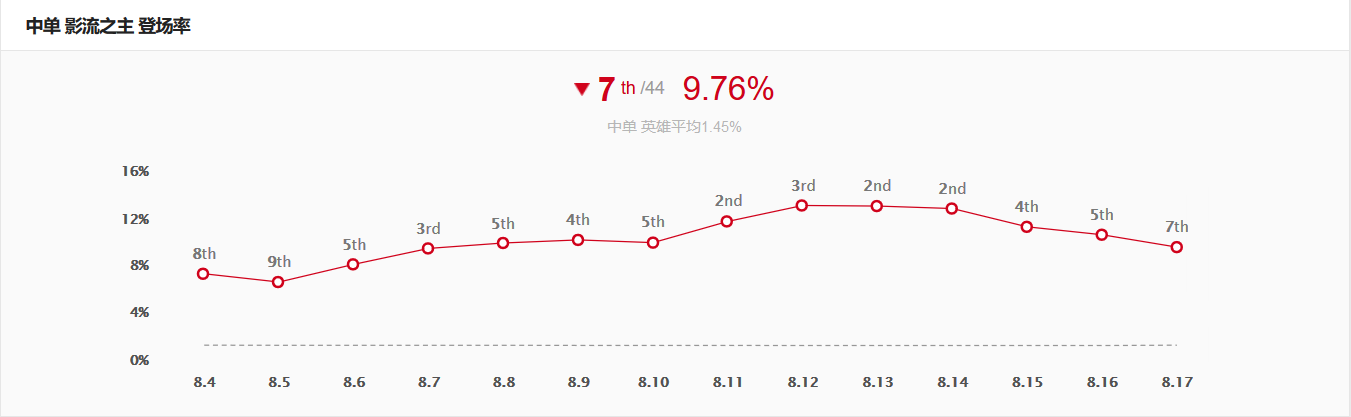 中单 影流之主 登场率
7 th /44 9.76%
中单 英雄平均1.45%
16%
12%
8%
4%
0%
8th 9th 5th 3rd 5th 4th 5th 2nd 3rd 2nd 2nd 4th 5th 7th
8.4 8.5 8.6 8.7 8.8 8.9 8.10 8.11 8.12 8.13 8.14 8.15 8.16 8.17